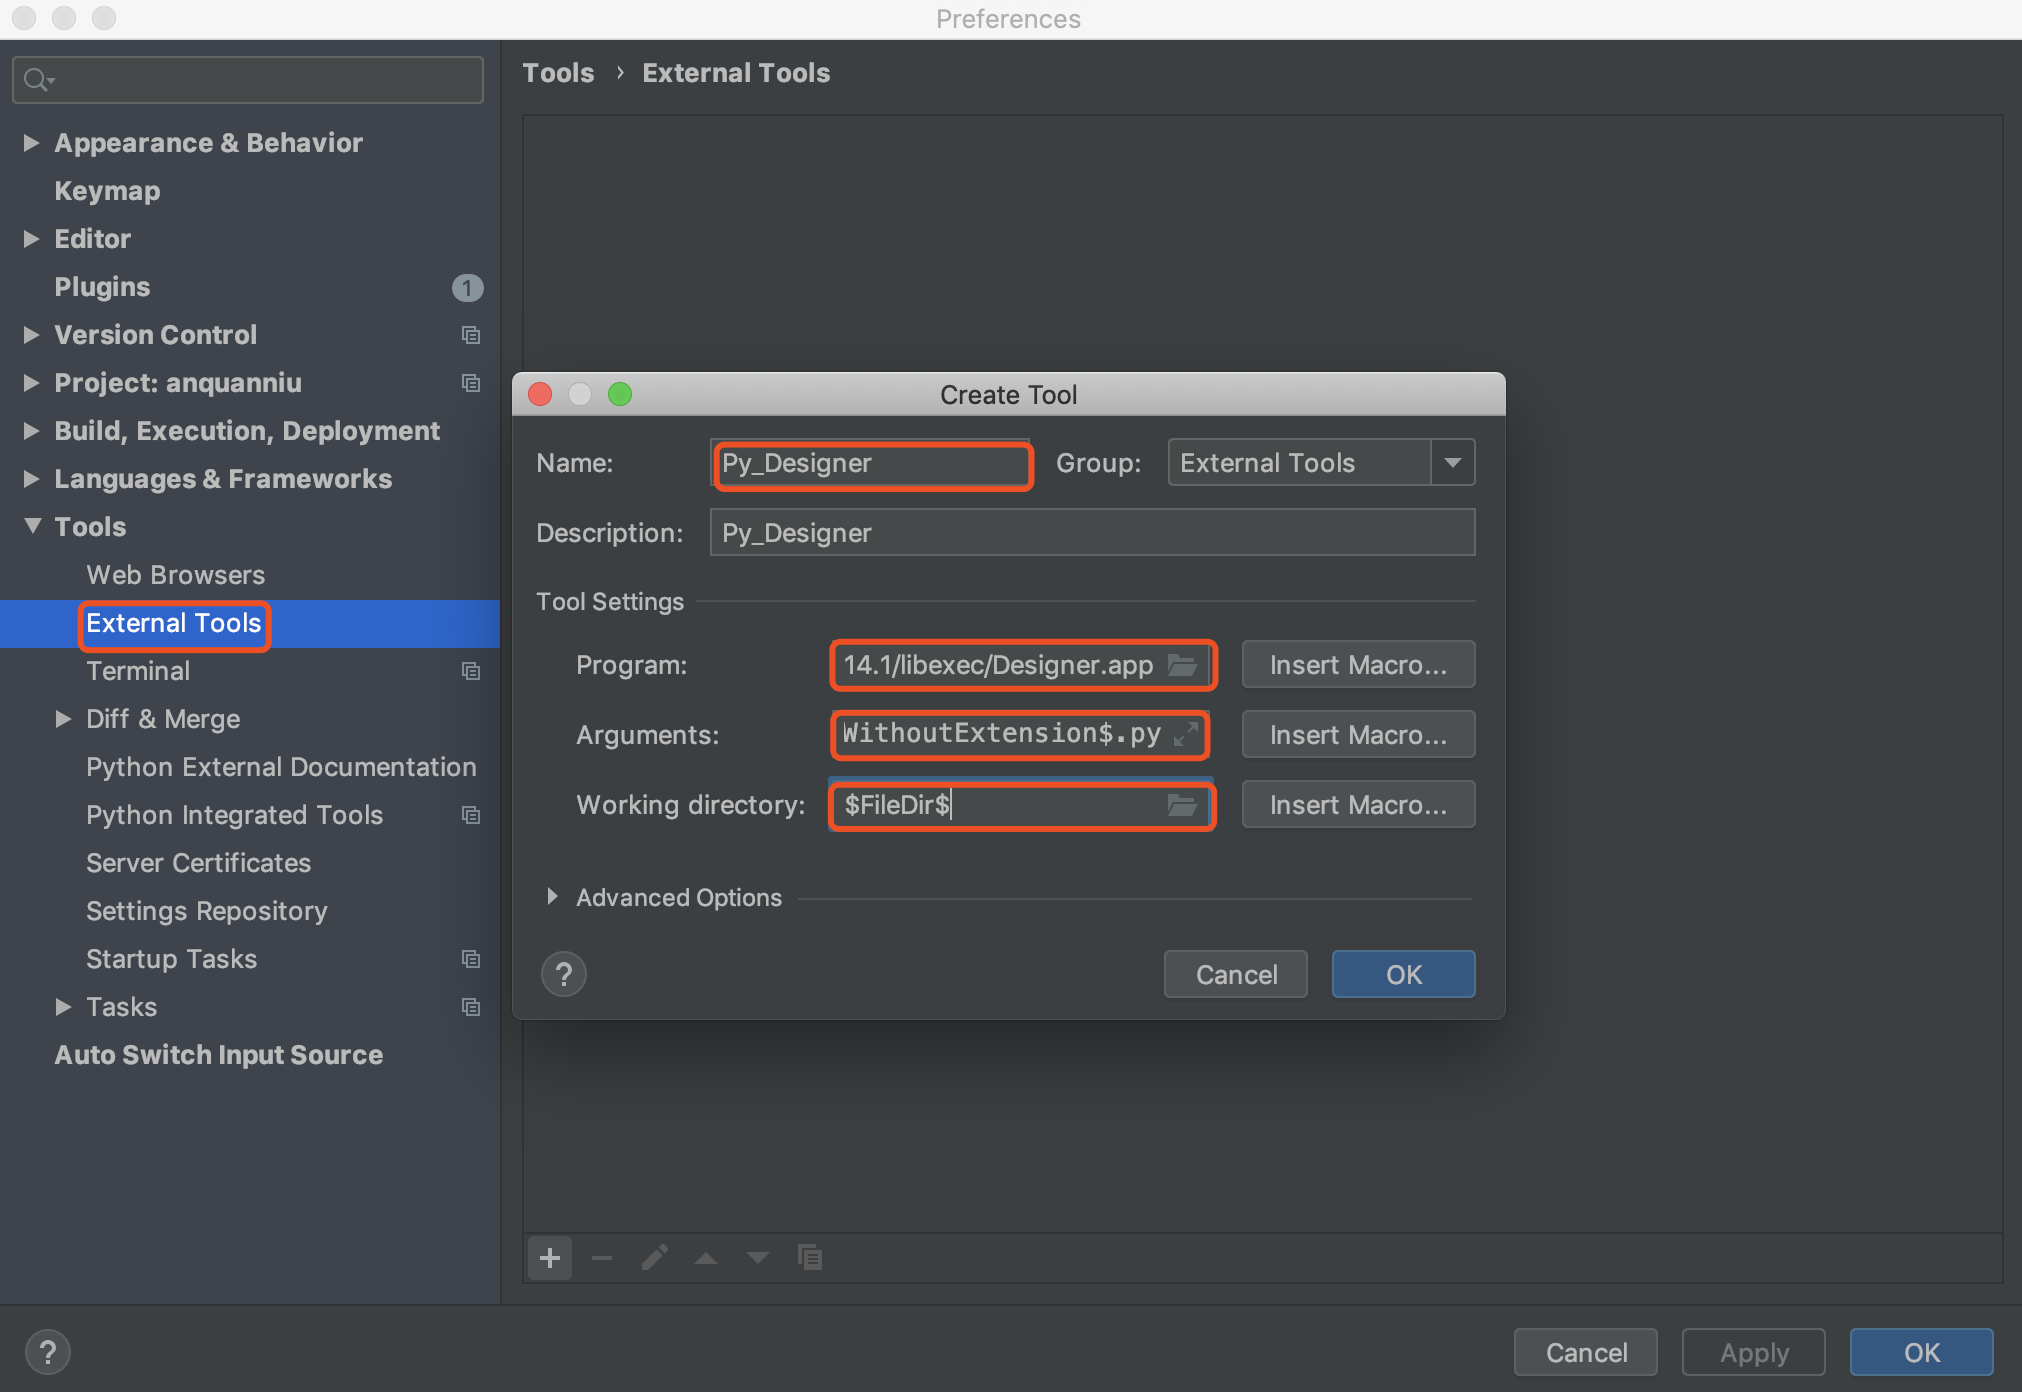 Preferences
Tools › External Tools
Appearance & Behavior
Keymap
Editor
Plugins 1
Version Control
Project: anquanniu
Build, Execution, Deployment
Languages & Frameworks
Tools
Web Browsers
External Tools
Terminal
Diff & Merge
Python External Documentation
Python Integrated Tools
Server Certificates
Settings Repository
Startup Tasks
Tasks
Auto Switch Input Source
Create Tool
Name: Py_Designer Group: External Tools
Description: Py_Designer
Tool Settings
Program: 14.1/libexec/Designer.app Insert Macro...
Arguments: WithoutExtension$.py Insert Macro...
Working directory: $FileDir$ Insert Macro...
Advanced Options
? Cancel OK
? Cancel Apply OK